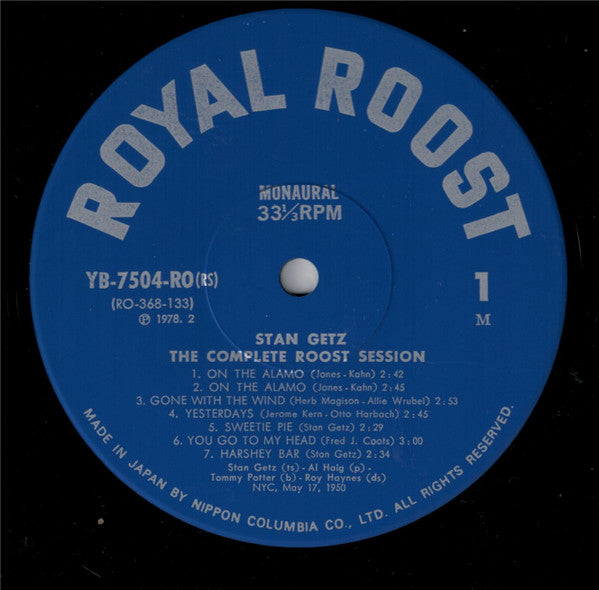 ROYAL ROOST
MONAURAL
33⅓RPM
YB-7504-RO(RS)
(RO-368-133)
Ⓟ 1978. 2
1
M
STAN GETZ
THE COMPLETE ROOST SESSION
1. ON THE ALAMO (Jones-Kahn) 2:42
2. ON THE ALAMO (Jones-Kahn) 2:45
3. GONE WITH THE WIND (Herb Magison-Allie Wrubel) 2:53
4. YESTERDAYS (Jerome Kern-Otto Harbach) 2:45
5. SWEETIE PIE (Stan Getz) 2:29
6. YOU GO TO MY HEAD (Fred J. Coots) 3:00
7. HARSHEY BAR (Stan Getz) 2:34
Stan Getz (ts)-Al Haig (p)-
Tommy Potter (b)-Roy Haynes (ds)
NYC, May 17, 1950
MADE IN JAPAN BY NIPPON COLUMBIA CO., LTD. ALL RIGHTS RESERVED.